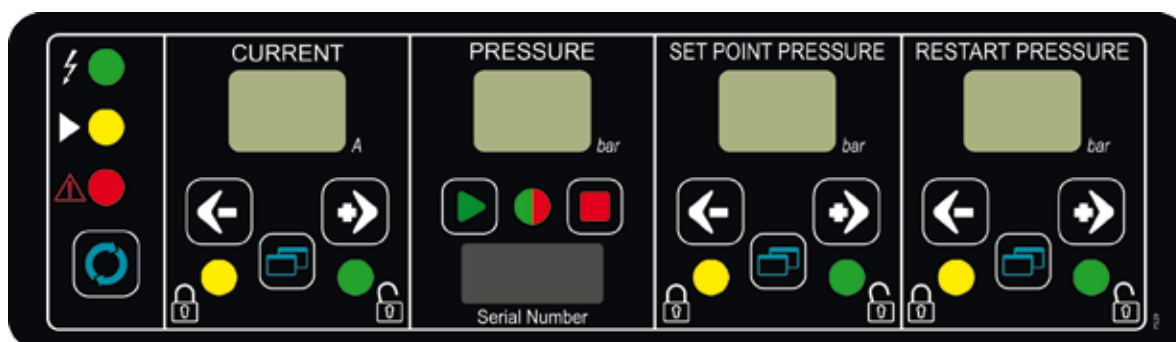 CURRENT
A
PRESSURE
bar
Serial Number
SET POINT PRESSURE
bar
RESTART PRESSURE
bar